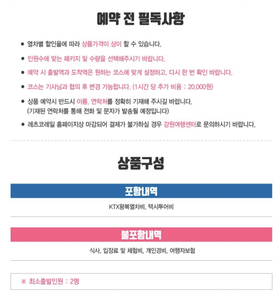 예약 전 필독사항
• 열차별 할인율에 따라 상품가격이 상이 할 수 있습니다.
• 인원수에 맞는 패키지 및 수량을 선택해주시기 바랍니다.
• 예약 시 출발역과 도착역은 원하는 코스에 맞게 설정하고, 다시 한 번 확인 바랍니다.
• 코스는 기사님과 협의 후 변경 가능합니다. (1시간 당 추가 비용 : 20,000원)
• 상품 예약시 반드시 이름, 연락처를 정확히 기재해 주시길 바랍니다.
(기재된 연락처를 통해 전화 및 문자가 발송될 예정입니다)
• 레츠코레일 홈페이지상 마감되어 결제가 불가하실 경우 강원여행센터로 문의하시기 바랍니다.
상품구성
포함내역
KTX왕복열차비, 택시투어비
불포함내역
식사, 입장료 및 체험비, 개인경비, 여행자보험
※ 최소출발인원 : 2명